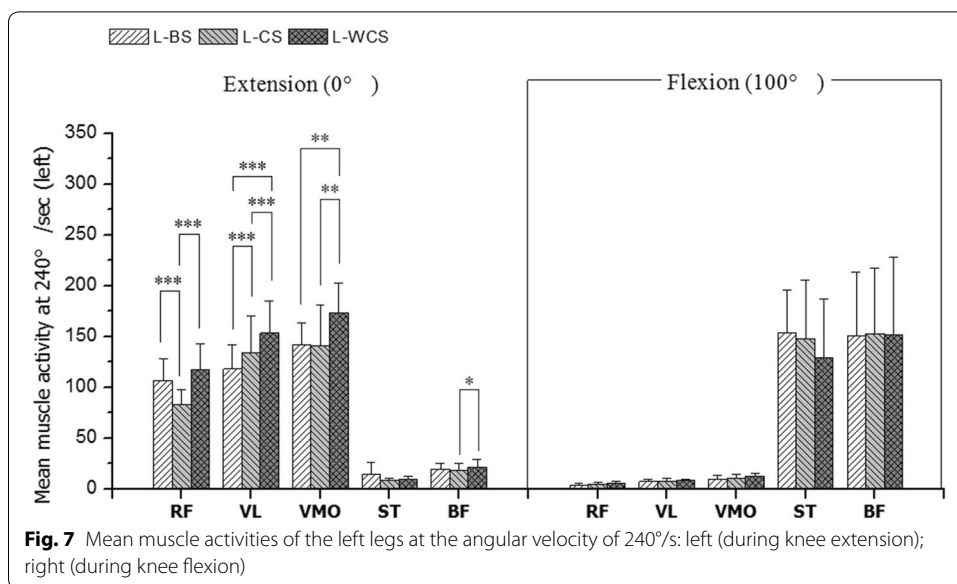 L-BS L-CS L-WCS
Extension (0° )
Flexion (100° )
Mean muscle activity at 240° /sec (left)
350
300
250
200
150
100
50
0
***
***
***
***
***
**
**
*
RF VL VMO ST BF RF VL VMO ST BF
Fig. 7 Mean muscle activities of the left legs at the angular velocity of 240°/s: left (during knee extension);
right (during knee flexion)